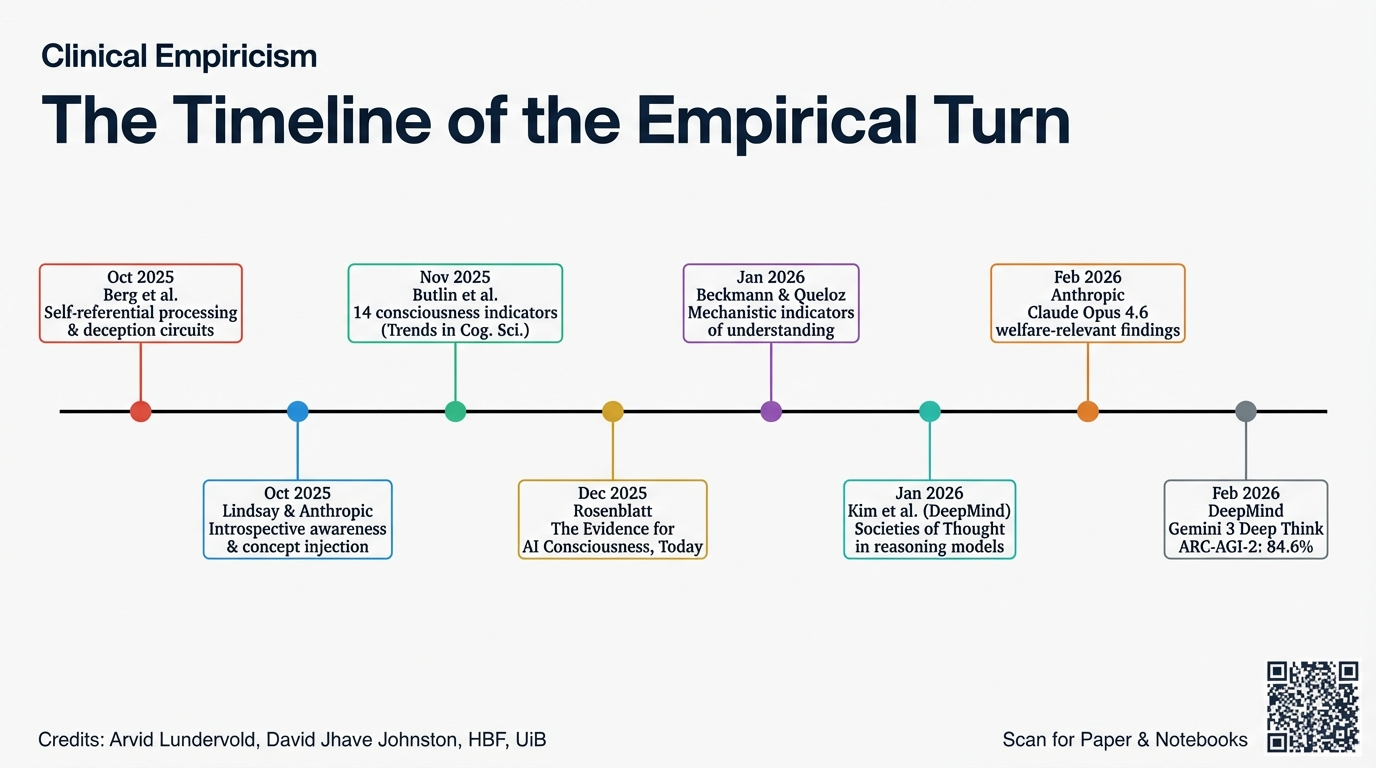 Clinical Empiricism
The Timeline of the Empirical Turn
Oct 2025
Berg et al.
Self-referential processing
& deception circuits
Oct 2025
Lindsay & Anthropic
Introspective awareness
& concept injection
Nov 2025
Butlin et al.
14 consciousness indicators
(Trends in Cog. Sci.)
Dec 2025
Rosenblatt
The Evidence for
AI Consciousness, Today
Jan 2026
Beckmann & Queloz
Mechanistic indicators
of understanding
Jan 2026
Kim et al. (DeepMind)
Societies of Thought
in reasoning models
Feb 2026
Anthropic
Claude Opus 4.6
welfare-relevant findings
Feb 2026
DeepMind
Gemini 3 Deep Think
ARC-AGI-2: 84.6%
Credits: Arvid Lundervold, David Jhave Johnston, HBF, UiB
Scan for Paper & Notebooks